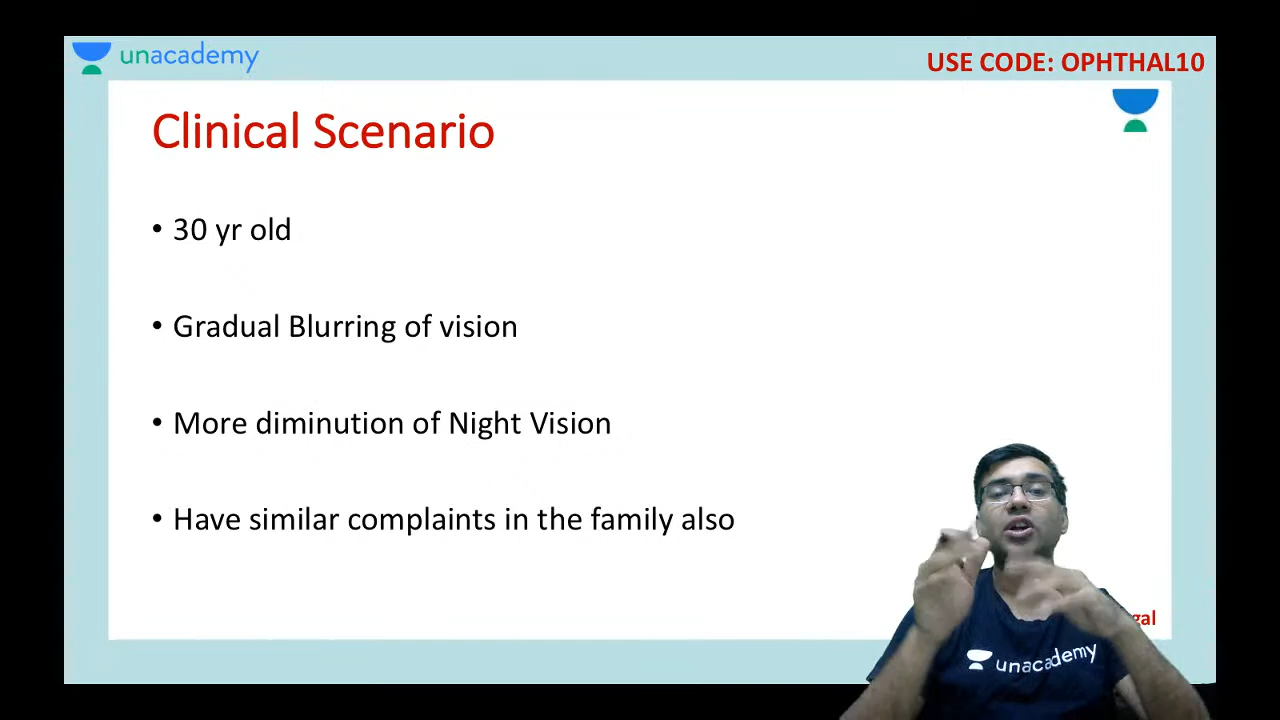 unacademy
USE CODE: OPHTHAL10
Clinical Scenario
• 30 yr old
• Gradual Blurring of vision
• More diminution of Night Vision
• Have similar complaints in the family also
unacademy